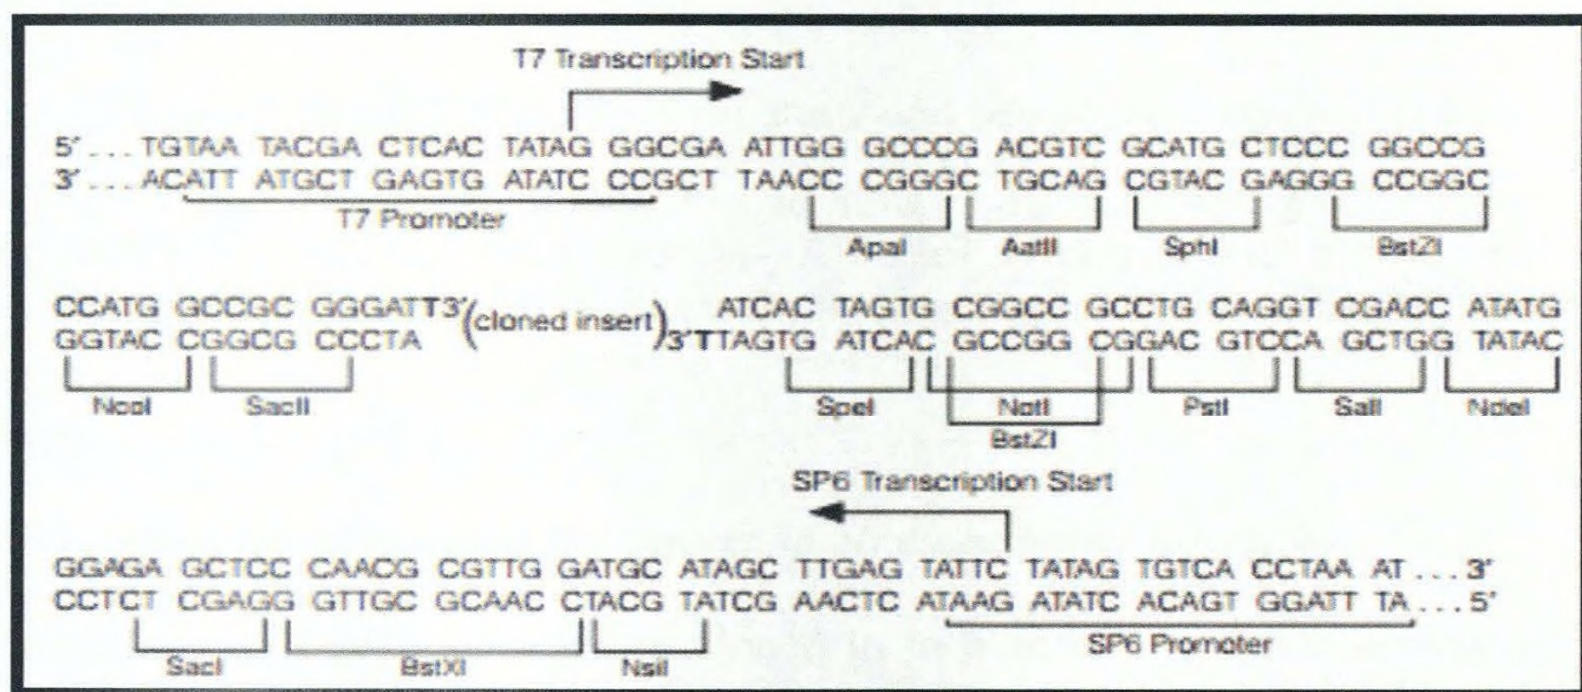 T7 Transcription Start
5' ... TGTAA TACGA CTCAC TATAG GGCGA ATTGG GCCCG ACGTC GCATG CTCCC GGCCG
3' ... ACATT ATGCT GAGTG ATATC CCGCT TAACC CGGGC TGCAG CGTAC GAGGG CCGGC
T7 Promoter ApaI AatII SphI BstZI
CCATG GCCGC GGGATT3' (cloned insert) ATCAC TAGTG CGGCC GCCTG CAGGT CGACC ATATG
GGTAC CGGCG CCCTA 3'TTAGTG ATCAC GCCGG CGGAC GTCCA GCTGG TATAC
NcoI SacII SpeI NotI PstI SalI NdeI
BstZI
SP6 Transcription Start
GGAGA GCTCC CAACG CGTTG GATGC ATAGC TTGAG TATTC TATAG TGTCA CCTAA AT ... 3'
CCTCT CGAGG GTTGC GCAAC CTACG TATCG AACTC ATAAG ATATC ACAGT GGATT TA ... 5'
SacI BstXI NsiI SP6 Promoter